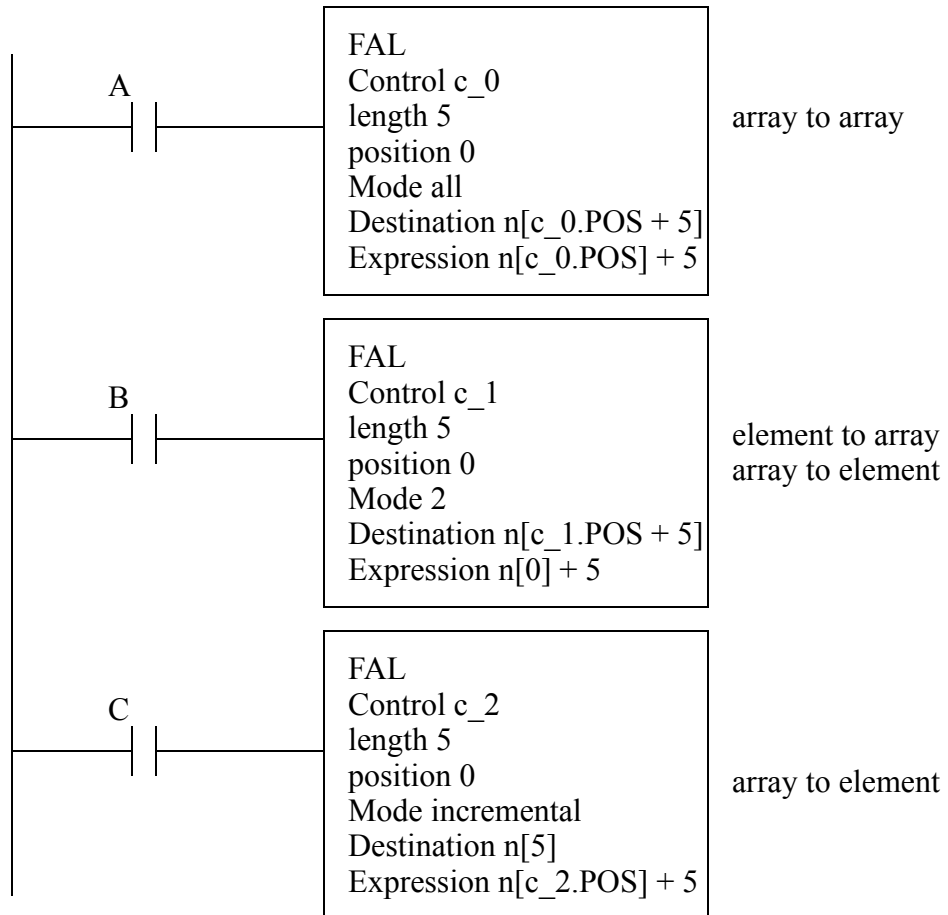 A
FAL
Control c_0
length 5
position 0
Mode all
Destination n[c_0.POS + 5]
Expression n[c_0.POS] + 5
array to array
B
FAL
Control c_1
length 5
position 0
Mode 2
Destination n[c_1.POS + 5]
Expression n[0] + 5
element to array
array to element
C
FAL
Control c_2
length 5
position 0
Mode incremental
Destination n[5]
Expression n[c_2.POS] + 5
array to element